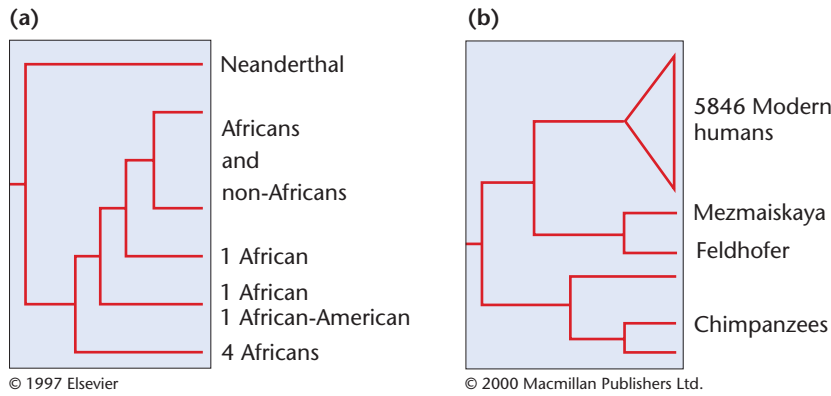 (a)
Neanderthal
Africans
and
non-Africans
1 African
1 African
1 African-American
4 Africans
© 1997 Elsevier
(b)
5846 Modern
humans
Mezmaiskaya
Feldhofer
Chimpanzees
© 2000 Macmillan Publishers Ltd.